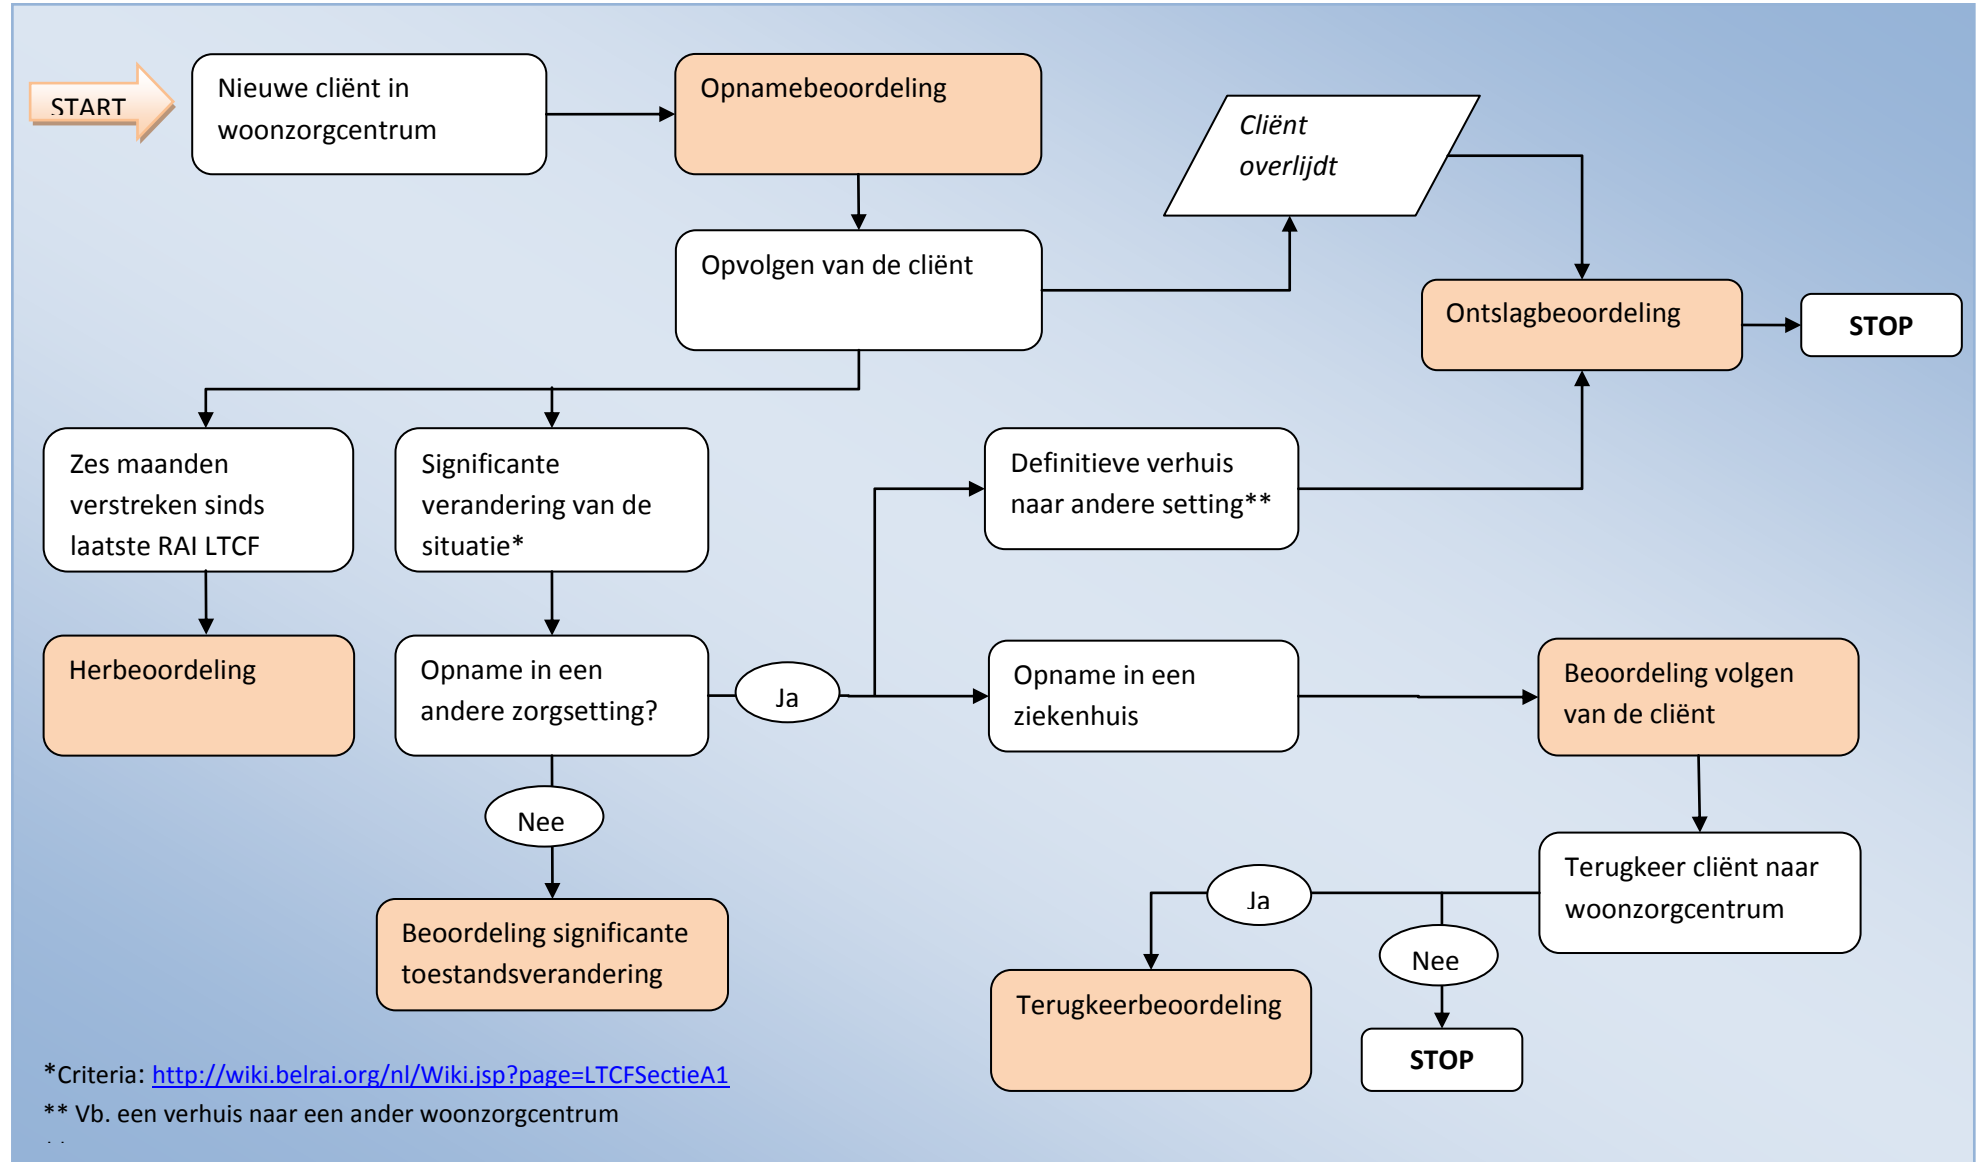 START
Nieuwe cliënt in
woonzorgcentrum
Opnamebeoordeling
Cliënt
overlijdt
Opvolgen van de cliënt
Ontslagbeoordeling
STOP
Zes maanden
verstreken sinds
laatste RAI LTCF
Significante
verandering van de
situatie*
Definitieve verhuis
naar andere setting**
Herbeoordeling
Opname in een
andere zorgsetting?
Ja
Opname in een
ziekenhuis
Beoordeling volgen
van de cliënt
Nee
Terugkeer cliënt naar
woonzorgcentrum
Ja
Nee
Beoordeling significante
toestandsverandering
Terugkeerbeoordeling
STOP
*Criteria: http://wiki.belrai.org/nl/Wiki.jsp?page=LTCFSectieA1
** Vb. een verhuis naar een ander woonzorgcentrum